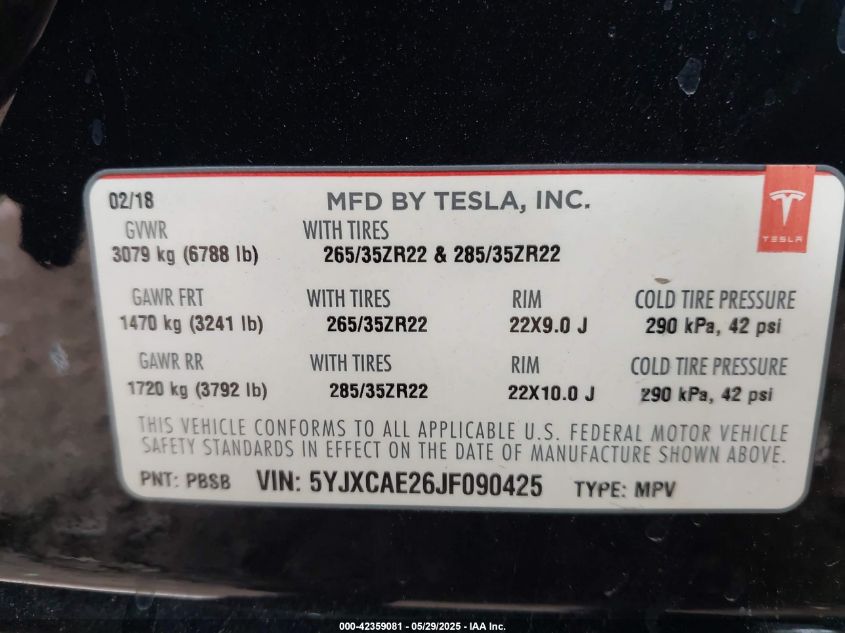 02/18 MFD BY TESLA, INC.
TESLA
GVWR WITH TIRES
3079 kg (6788 lb) 265/35ZR22 & 285/35ZR22
GAWR FRT WITH TIRES RIM COLD TIRE PRESSURE
1470 kg (3241 lb) 265/35ZR22 22X9.0 J 290 kPa, 42 psi
GAWR RR WITH TIRES RIM COLD TIRE PRESSURE
1720 kg (3792 lb) 285/35ZR22 22X10.0 J 290 kPa, 42 psi
THIS VEHICLE CONFORMS TO ALL APPLICABLE U.S. FEDERAL MOTOR VEHICLE
SAFETY STANDARDS IN EFFECT ON THE DATE OF MANUFACTURE SHOWN ABOVE.
PNT: PBSB VIN: 5YJXCAE26JF090425 TYPE: MPV
000-42359081 - 05/29/2025 - IAA Inc.